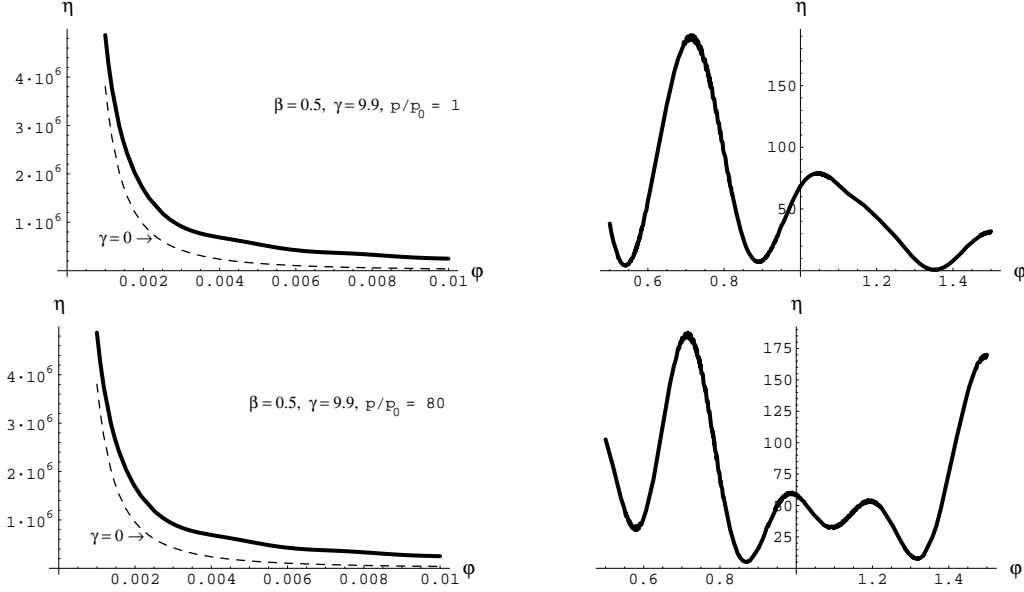 η
4·10^6
3·10^6
2·10^6
1·10^6
β = 0.5, γ = 9.9, p/p_0 = 1
γ = 0 →
0.002 0.004 0.006 0.008 0.01 φ
η
150
100
50
0.6 0.8 1.2 1.4 φ
η
4·10^6
3·10^6
2·10^6
1·10^6
β = 0.5, γ = 9.9, p/p_0 = 80
γ = 0 →
0.002 0.004 0.006 0.008 0.01 φ
η
175
150
125
100
75
50
25
0.6 0.8 1.2 1.4 φ